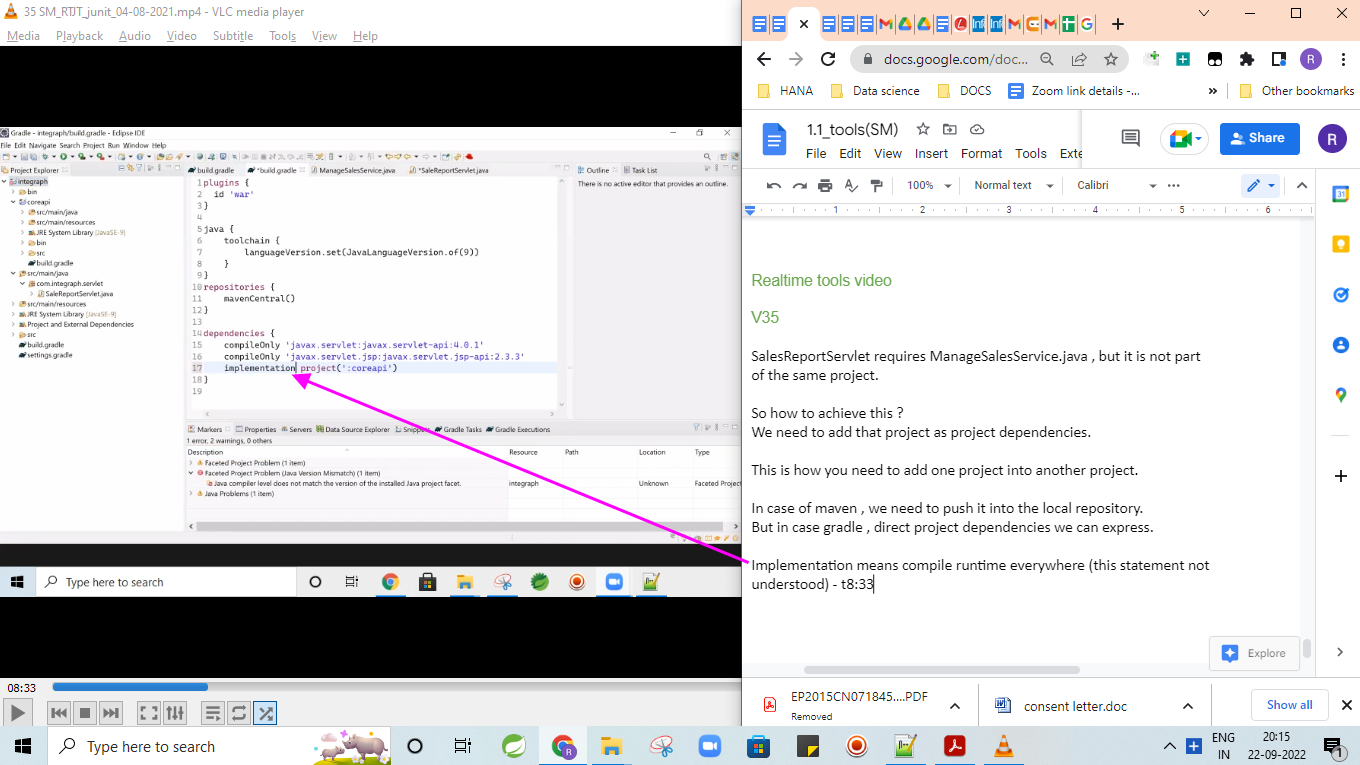 35 SM_RTJT_junit_04-08-2021.mp4 - VLC media player
Media Playback Audio Video Subtitle Tools View Help
Gradle - integraph/build.gradle - Eclipse IDE
File Edit Navigate Search Project Run Window Help
Project Explorer
integraph
bin
coreapi
src/main/java
src/main/resources
JRE System Library [JavaSE-9]
bin
src
build.gradle
src/main/java
com.integraph.servlet
SaleReportServlet.java
src/main/resources
JRE System Library [JavaSE-9]
Project and External Dependencies
src
build.gradle
settings.gradle
build.gradle *build.gradle ManageSalesService.java *SaleReportServlet.java
1 plugins {
2 id 'war'
3 }
4
5 java {
6 toolchain {
7 languageVersion.set(JavaLanguageVersion.of(9))
8 }
9 }
10 repositories {
11 mavenCentral()
12 }
13
14 dependencies {
15 compileOnly 'javax.servlet:javax.servlet-api:4.0.1'
16 compileOnly 'javax.servlet.jsp:javax.servlet.jsp-api:2.3.3'
17 implementation project(':coreapi')
18 }
19
Outline Task List
There is no active editor that provides an outline.
Markers Properties Servers Data Source Explorer Snippets Gradle Tasks Gradle Executions
1 error, 2 warnings, 0 others
Description Resource Path Location Type
Faceted Project Problem (1 item)
Faceted Project Problem (Java Version Mismatch) (1 item)
Java compiler level does not match the version of the installed Java project facet. integraph Unknown Faceted Project
Java Problems (1 item)
Type here to search
08:33
docs.google.com/doc...
R
HANA Data science DOCS Zoom link details -... » Other bookmarks
1.1_tools(SM)
File Edit View Insert Format Tools Exte
Share
R
100% Normal text Calibri
1 2 3 4 5 6
31
Realtime tools video
V35
SalesReportServlet requires ManageSalesService.java , but it is not part
of the same project.
So how to achieve this ?
We need to add that project as project dependencies.
This is how you need to add one project into another project.
In case of maven , we need to push it into the local repository.
But in case gradle , direct project dependencies we can express.
Implementation means compile runtime everywhere (this statement not
understood) - t8:33
Explore
EP2015CN071845....PDF
Removed
consent letter.doc
Show all
Type here to search
R
ENG
IN
20:15
22-09-2022
1